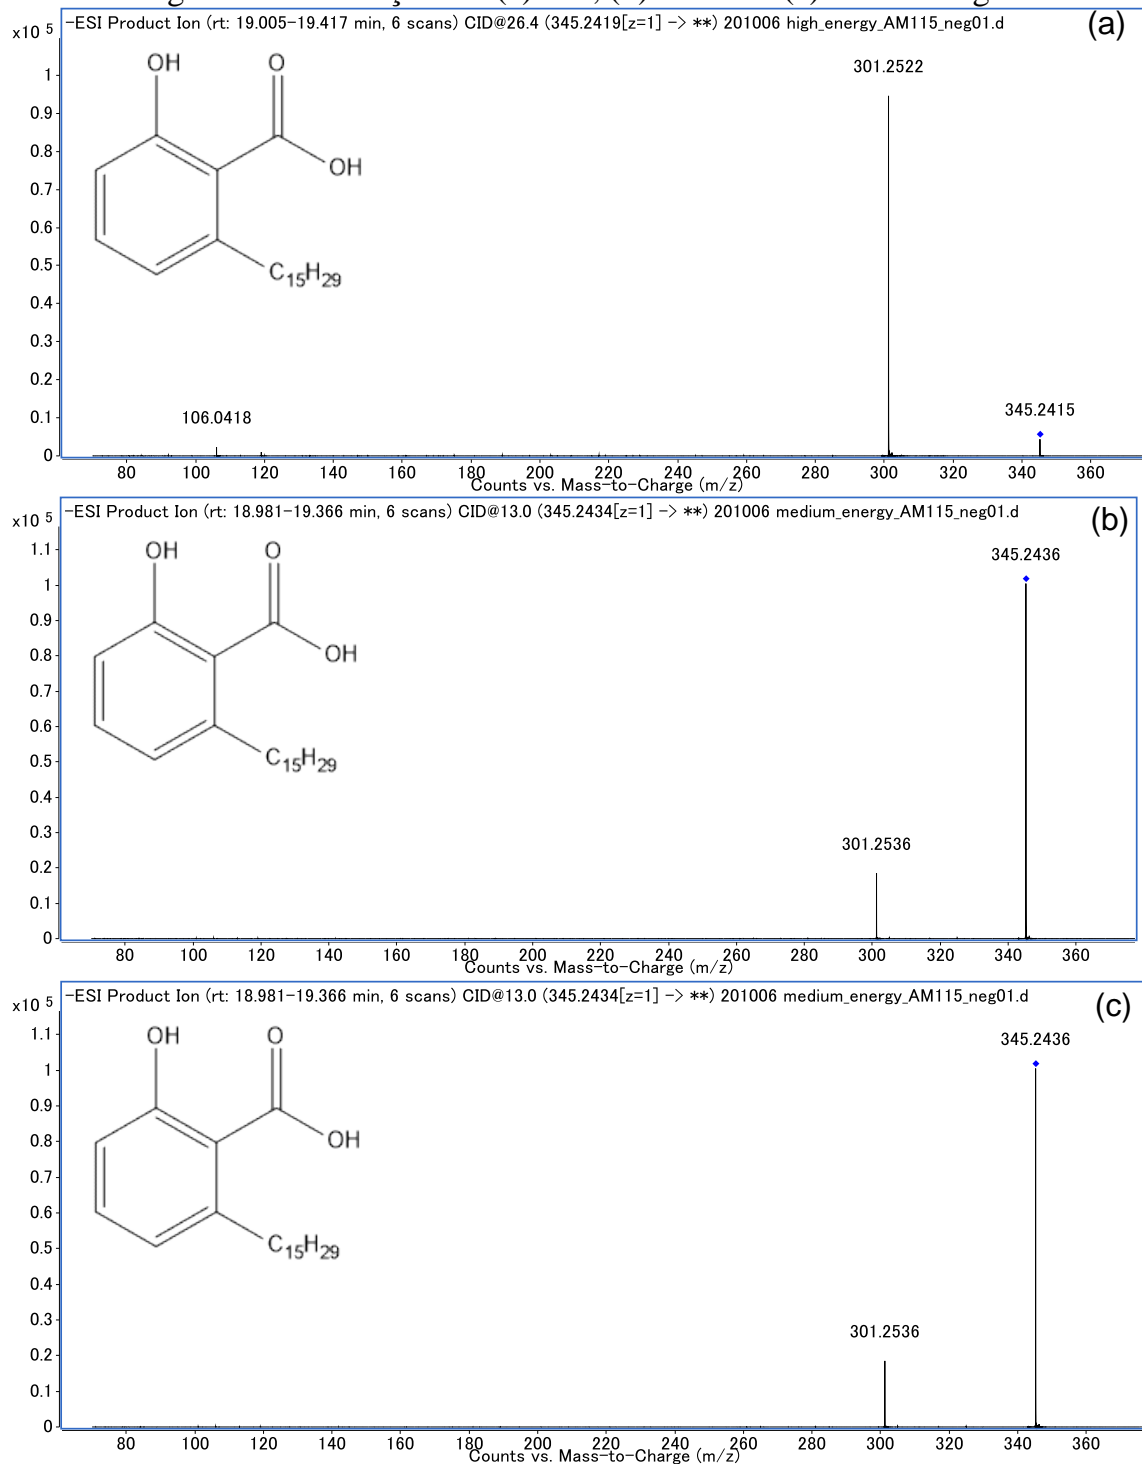 x10 5
-ESI Product Ion (rt: 19.005-19.417 min, 6 scans) CID@26.4 (345.2419[z=1] -> **) 201006 high_energy_AM115_neg01.d
(a)
OH
O
OH
C15H29
301.2522
345.2415
106.0418
1
0.9
0.8
0.7
0.6
0.5
0.4
0.3
0.2
0.1
0
80 100 120 140 160 180 200 220 240 260 280 300 320 340 360
Counts vs. Mass-to-Charge (m/z)
x10 5
-ESI Product Ion (rt: 18.981-19.366 min, 6 scans) CID@13.0 (345.2434[z=1] -> **) 201006 medium_energy_AM115_neg01.d
(b)
OH
O
OH
C15H29
345.2436
301.2536
1.1
1
0.9
0.8
0.7
0.6
0.5
0.4
0.3
0.2
0.1
0
80 100 120 140 160 180 200 220 240 260 280 300 320 340 360
Counts vs. Mass-to-Charge (m/z)
x10 5
-ESI Product Ion (rt: 18.981-19.366 min, 6 scans) CID@13.0 (345.2434[z=1] -> **) 201006 medium_energy_AM115_neg01.d
(c)
OH
O
OH
C15H29
345.2436
301.2536
1.1
1
0.9
0.8
0.7
0.6
0.5
0.4
0.3
0.2
0.1
0
80 100 120 140 160 180 200 220 240 260 280 300 320 340 360
Counts vs. Mass-to-Charge (m/z)